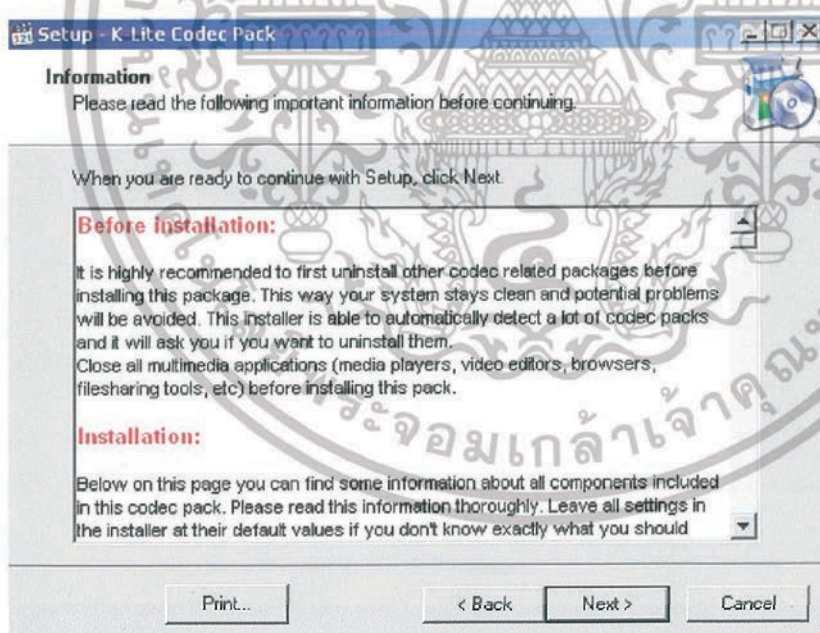 Setup - K-Lite Codec Pack
Information
Please read the following important information before continuing.
When you are ready to continue with Setup, click Next.
Before installation:
It is highly recommended to first uninstall other codec related packages before
installing this package. This way your system stays clean and potential problems
will be avoided. This installer is able to automatically detect a lot of codec packs
and it will ask you if you want to uninstall them.
Close all multimedia applications (media players, video editors, browsers,
filesharing tools, etc) before installing this pack.
Installation:
Below on this page you can find some information about all components included
in this codec pack. Please read this information thoroughly. Leave all settings in
the installer at their default values if you don't know exactly what you should
Print...
< Back
Next >
Cancel